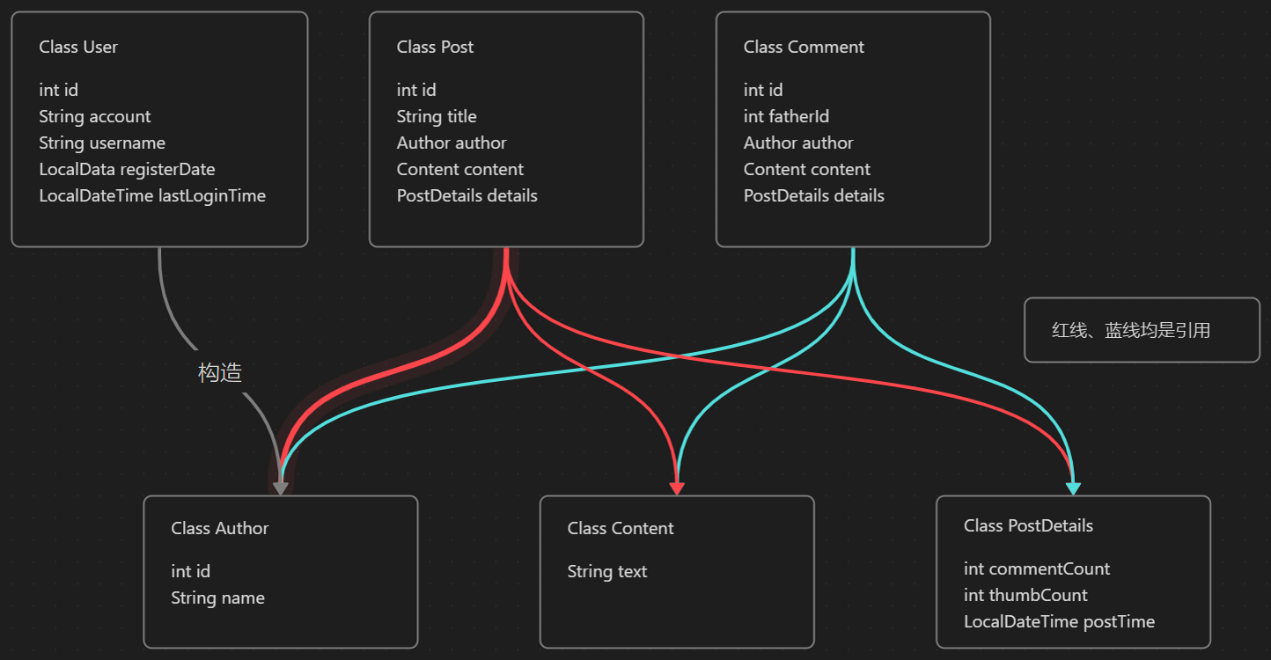 Class User
int id
String account
String username
LocalData registerDate
LocalDateTime lastLoginTime
Class Post
int id
String title
Author author
Content content
PostDetails details
Class Comment
int id
int fatherId
Author author
Content content
PostDetails details
红线、蓝线均是引用
构造
Class Author
int id
String name
Class Content
String text
Class PostDetails
int commentCount
int thumbCount
LocalDateTime postTime